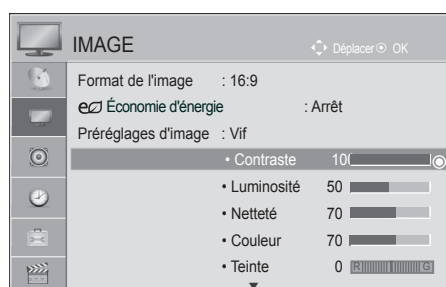 IMAGE Déplacer OK
Format de l'image : 16:9
Économie d'énergie : Arrêt
Préréglages d'image : Vif
• Contraste 100
• Luminosité 50
• Netteté 70
• Couleur 70
• Teinte 0 R G